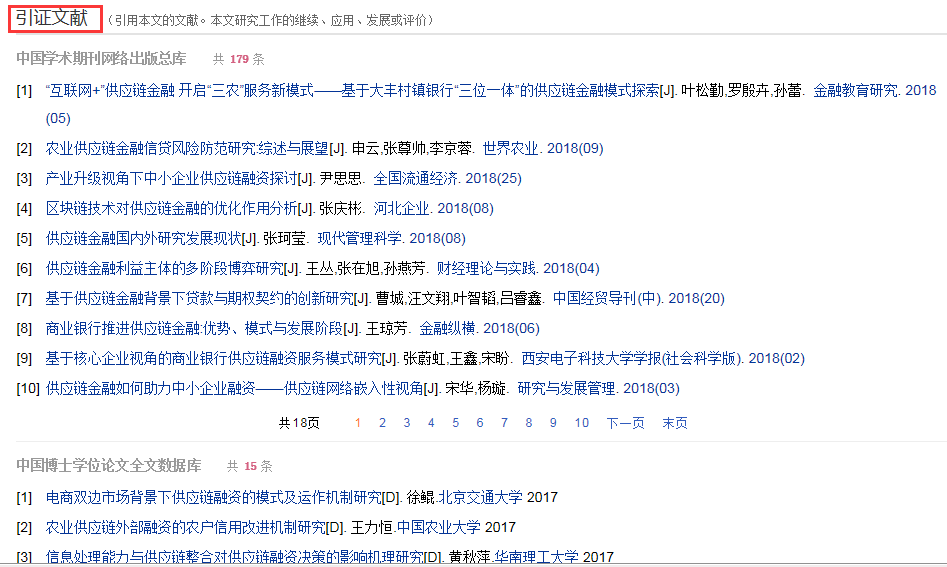 引证文献 （引用本文的文献。本文研究工作的继续、应用、发展或评价）
中国学术期刊网络出版总库 共 179 条
[1] “互联网+”供应链金融 开启“三农”服务新模式——基于大丰村镇银行“三位一体”的供应链金融模式探索[J]. 叶松勤,罗殷卉,孙蕾. 金融教育研究. 2018
(05)
[2] 农业供应链金融信贷风险防范研究:综述与展望[J]. 申云,张尊帅,李京蓉. 世界农业. 2018(09)
[3] 产业升级视角下中小企业供应链融资探讨[J]. 尹思思. 全国流通经济. 2018(25)
[4] 区块链技术对供应链金融的优化作用分析[J]. 张庆彬. 河北企业. 2018(08)
[5] 供应链金融国内外研究发展现状[J]. 张珂莹. 现代管理科学. 2018(08)
[6] 供应链金融利益主体的多阶段博弈研究[J]. 王丛,张在旭,孙燕芳. 财经理论与实践. 2018(04)
[7] 基于供应链金融背景下贷款与期权契约的创新研究[J]. 曹城,汪文翔,叶智韬,吕睿鑫. 中国经贸导刊(中). 2018(20)
[8] 商业银行推进供应链金融:优势、模式与发展阶段[J]. 王琼芳. 金融纵横. 2018(06)
[9] 基于核心企业视角的商业银行供应链融资服务模式研究[J]. 张蔚虹,王鑫,宋盼. 西安电子科技大学学报(社会科学版). 2018(02)
[10] 供应链金融如何助力中小企业融资——供应链网络嵌入性视角[J]. 宋华,杨璇. 研究与发展管理. 2018(03)
共18页 1 2 3 4 5 6 7 8 9 10 下一页 末页
中国博士学位论文全文数据库 共 15 条
[1] 电商双边市场背景下供应链融资的模式及运作机制研究[D]. 徐鲲.北京交通大学 2017
[2] 农业供应链外部融资的农户信用改进机制研究[D]. 王力恒.中国农业大学 2017
[3] 信息处理能力与供应链整合对供应链融资决策的影响机理研究[D]. 黄秋萍.华南理工大学 2017